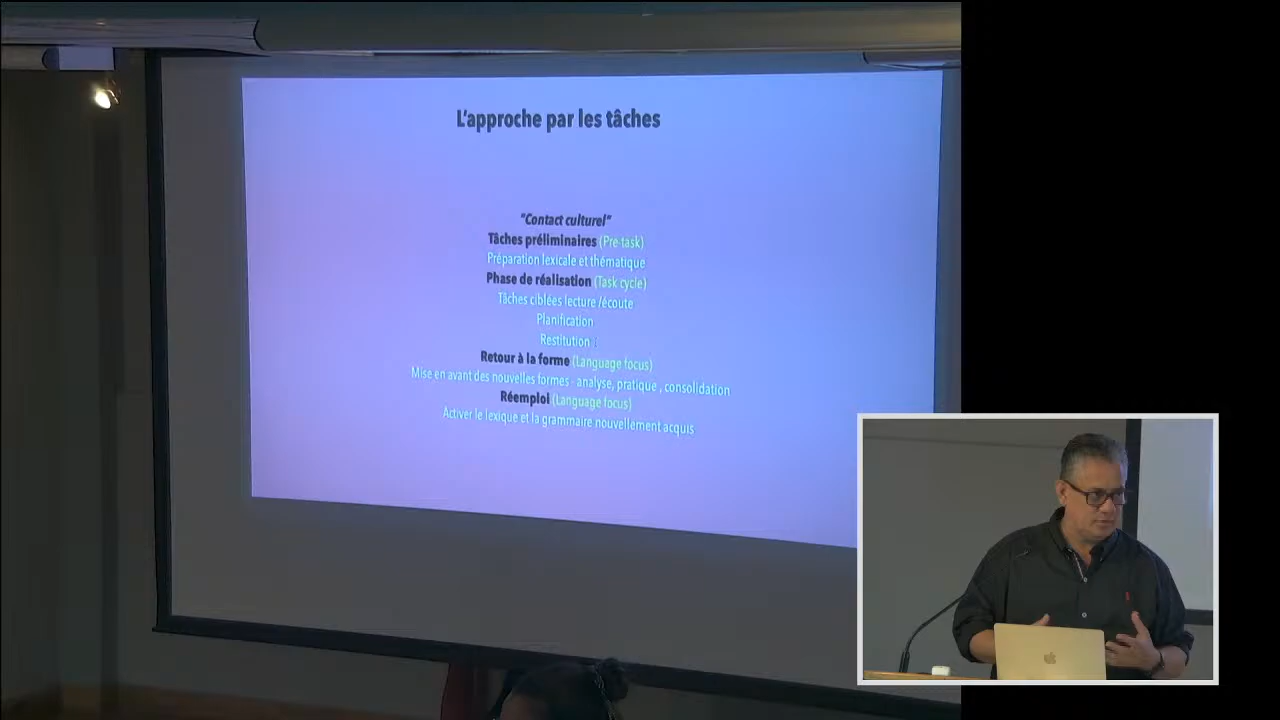 L'approche par les tâches
"Contact culturel"
Tâches préliminaires (Pre-task)
Préparation lexicale et thématique
Phase de réalisation (Task cycle)
Tâches ciblées lecture /écoute
Planification
Restitution :
Retour à la forme (Language focus)
Mise en avant des nouvelles formes - analyse, pratique , consolidation
Réemploi (Language focus)
Activer le lexique et la grammaire nouvellement acquis